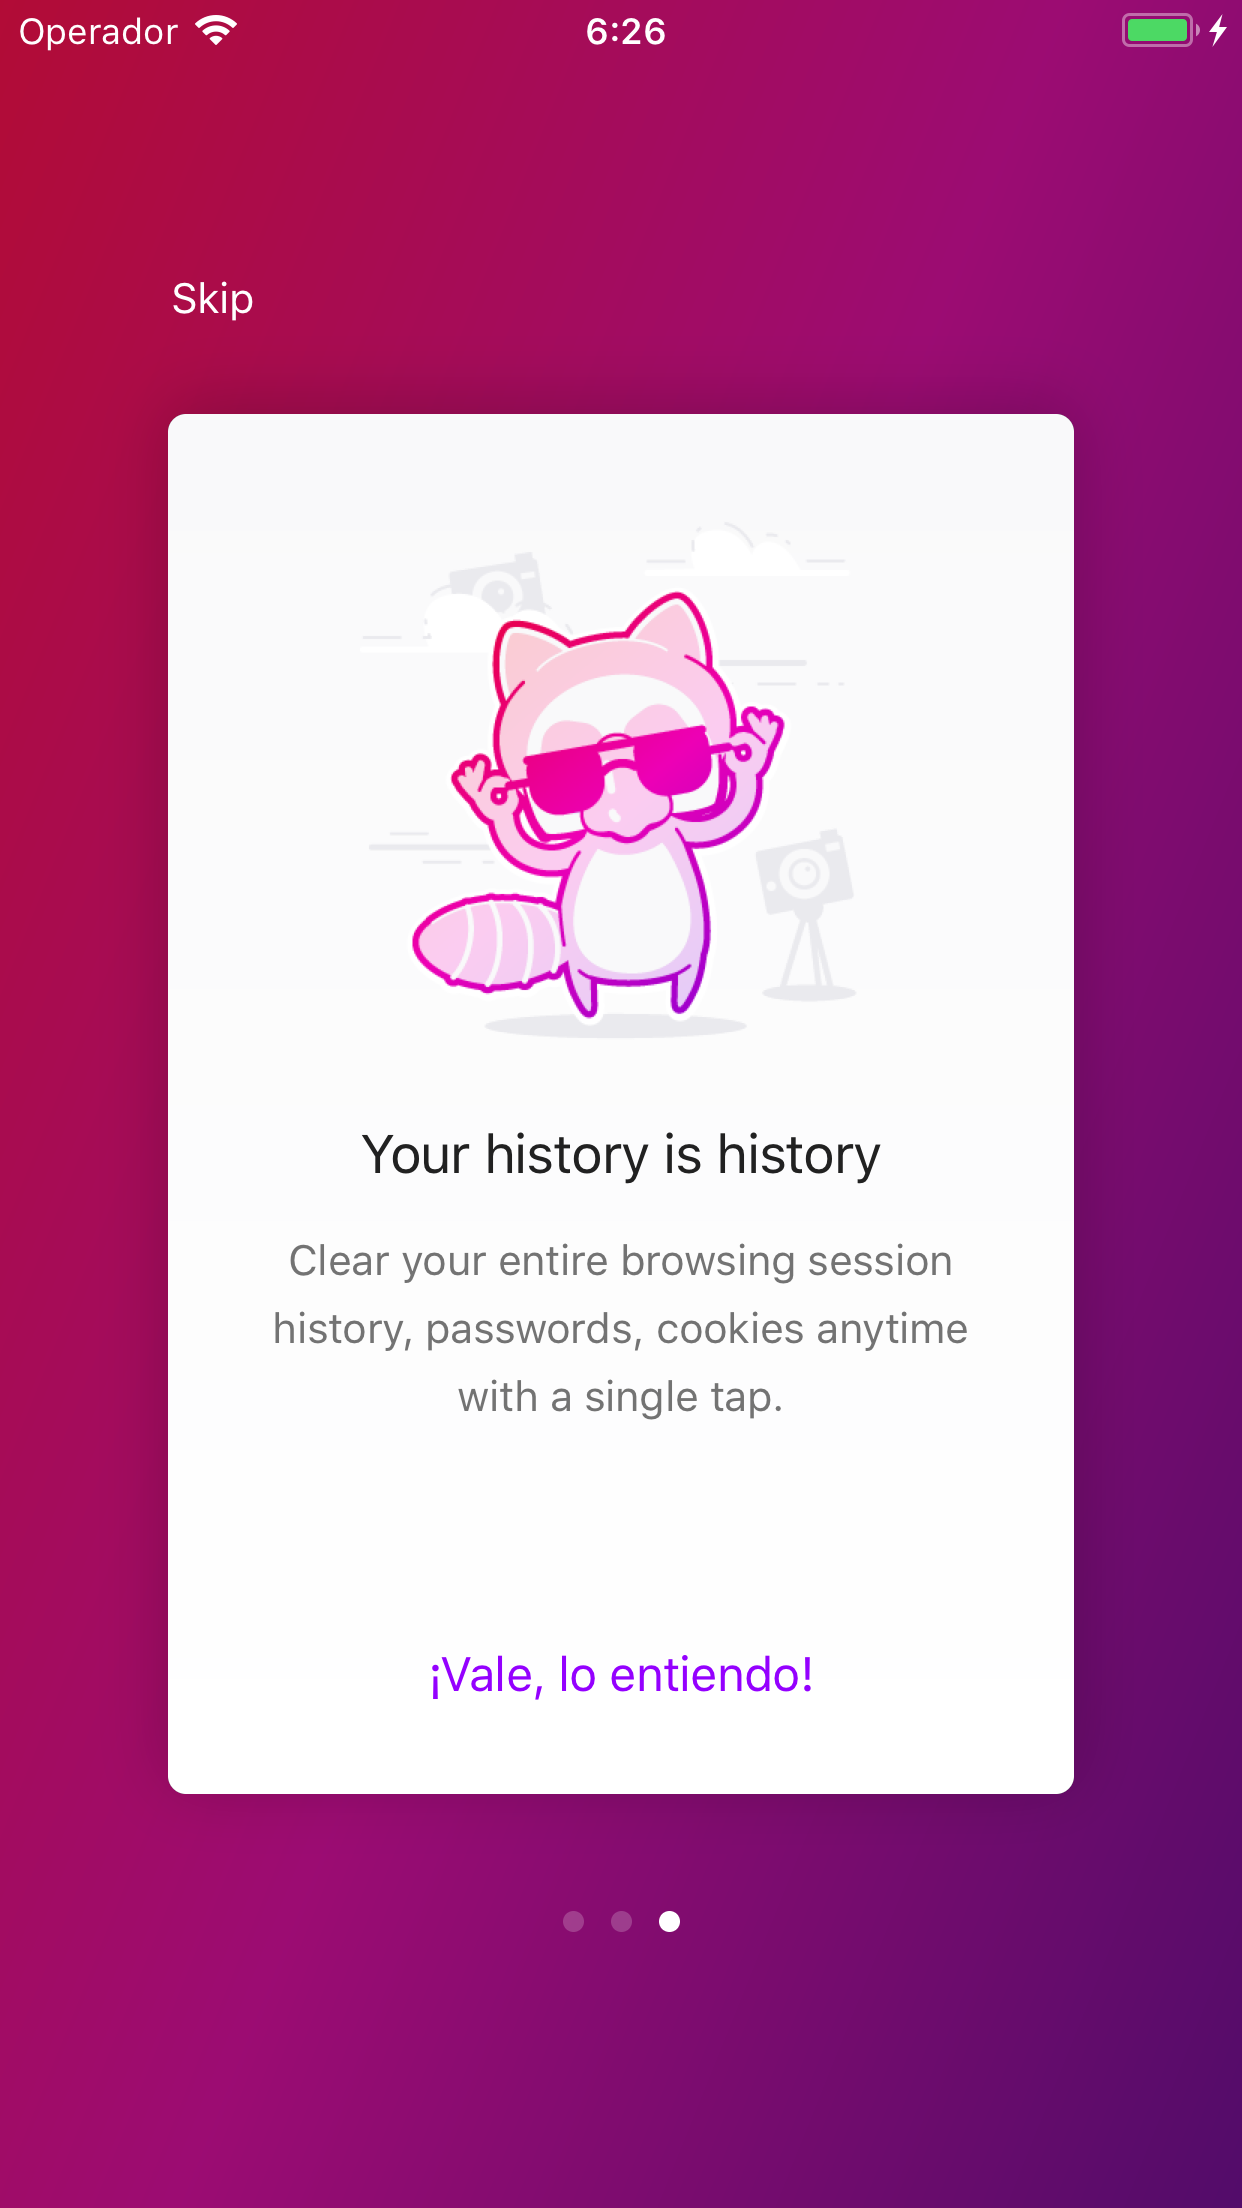 Operador
6:26
Skip
Your history is history
Clear your entire browsing session
history, passwords, cookies anytime
with a single tap.
¡Vale, lo entiendo!